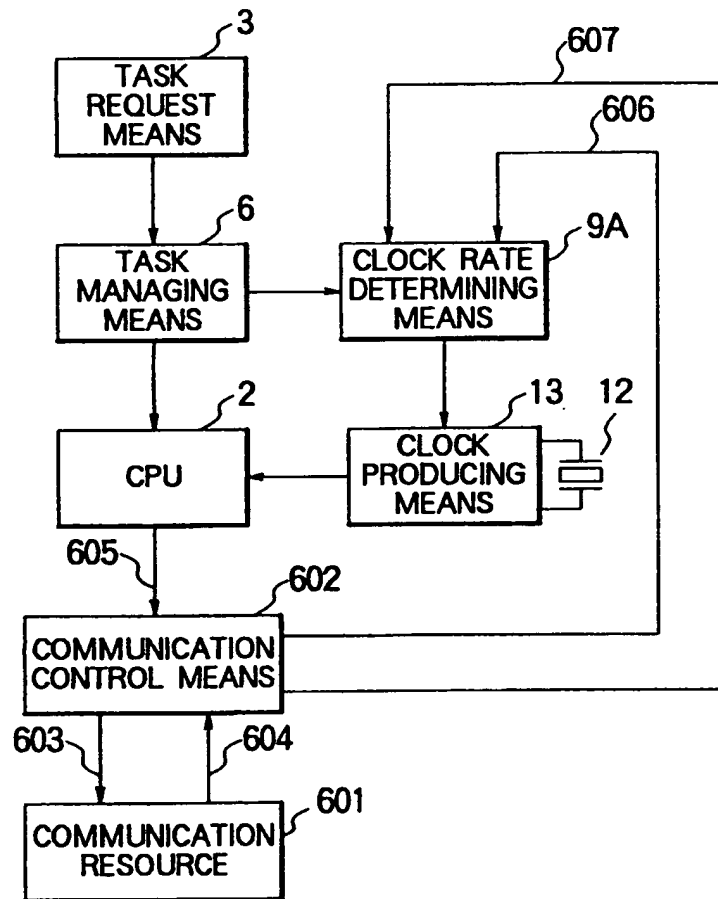 3
TASK
REQUEST
MEANS
607
606
6
TASK
MANAGING
MEANS
9A
CLOCK RATE
DETERMINING
MEANS
2
CPU
13
CLOCK
PRODUCING
MEANS
12
605
602
COMMUNICATION
CONTROL MEANS
603
604
601
COMMUNICATION
RESOURCE